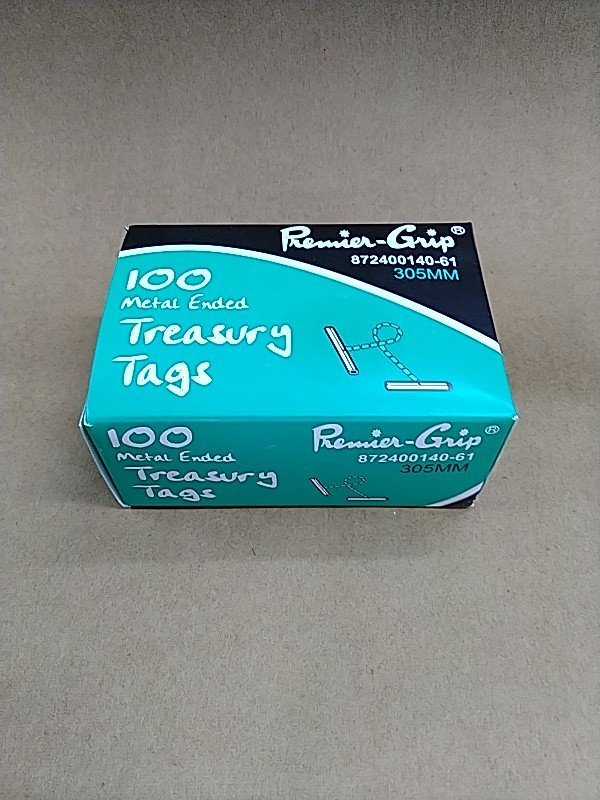 Premier-Grip®
872400140-61
305MM
100
Metal Ended
Treasury
Tags
100
Metal Ended
Treasury
Tags
Premier-Grip®
872400140-61
305MM